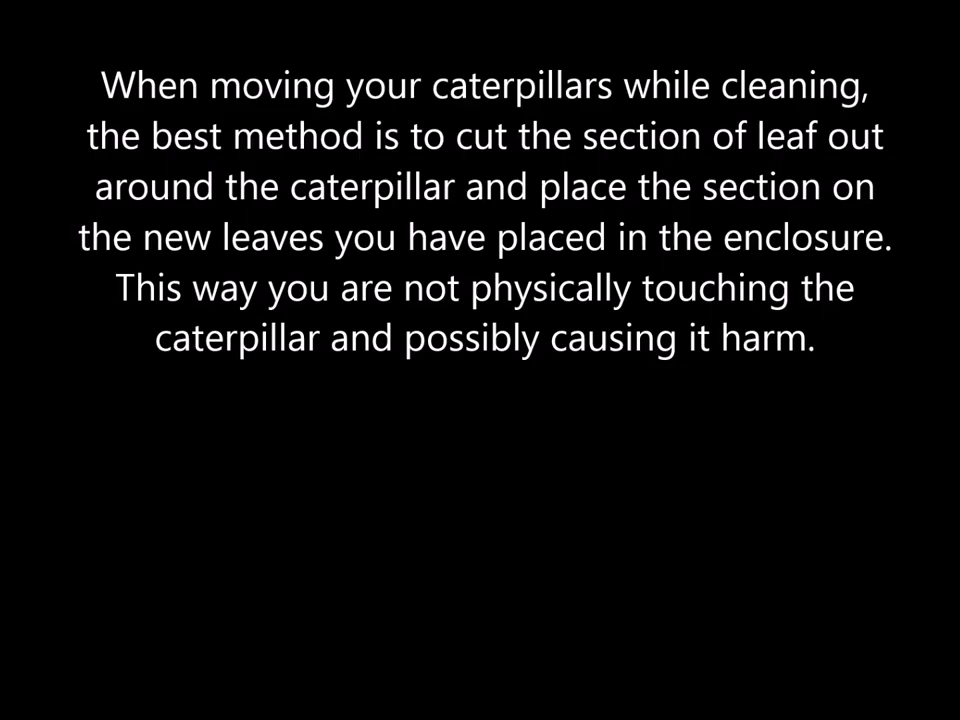 When moving your caterpillars while cleaning,
the best method is to cut the section of leaf out
around the caterpillar and place the section on
the new leaves you have placed in the enclosure.
This way you are not physically touching the
caterpillar and possibly causing it harm.